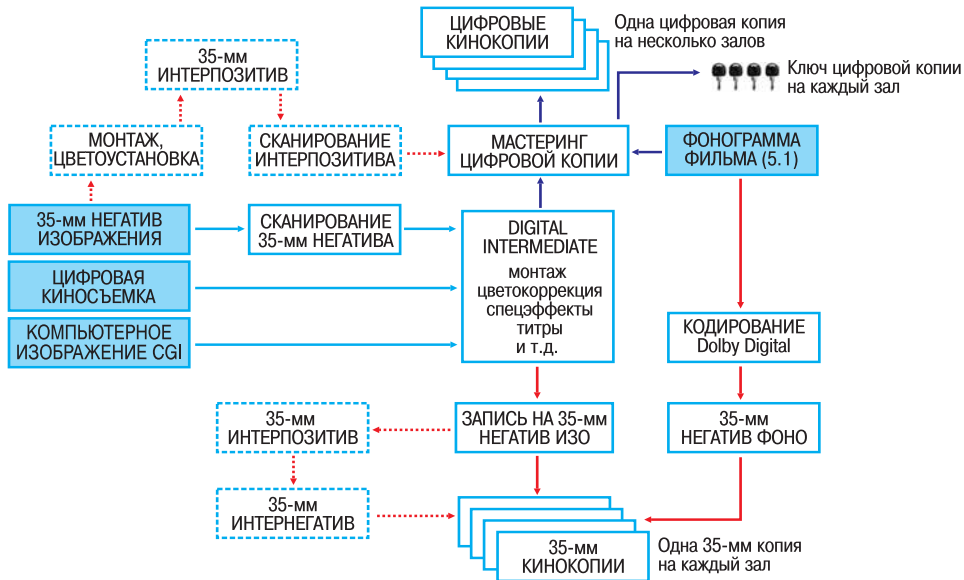 ЦИФРОВЫЕ
КИНОКОПИИ
Одна цифровая копия
на несколько залов
35-мм
ИНТЕРПОЗИТИВ
Ключ цифровой копии
на каждый зал
МОНТАЖ,
ЦВЕТОУСТАНОВКА
СКАНИРОВАНИЕ
ИНТЕРПОЗИТИВА
МАСТЕРИНГ
ЦИФРОВОЙ КОПИИ
ФОНОГРАММА
ФИЛЬМА (5.1)
35-мм НЕГАТИВ
ИЗОБРАЖЕНИЯ
СКАНИРОВАНИЕ
35-мм НЕГАТИВА
DIGITAL
INTERMEDIATE
монтаж
цветокоррекция
спецэффекты
титры
и т.д.
ЦИФРОВАЯ
КИНОСЪЕМКА
КОМПЬЮТЕРНОЕ
ИЗОБРАЖЕНИЕ CGI
КОДИРОВАНИЕ
Dolby Digital
35-мм
ИНТЕРПОЗИТИВ
ЗАПИСЬ НА 35-мм
НЕГАТИВ ИЗО
35-мм
НЕГАТИВ ФОНО
35-мм
ИНТЕРНЕГАТИВ
35-мм
КИНОКОПИИ
Одна 35-мм копия
на каждый зал